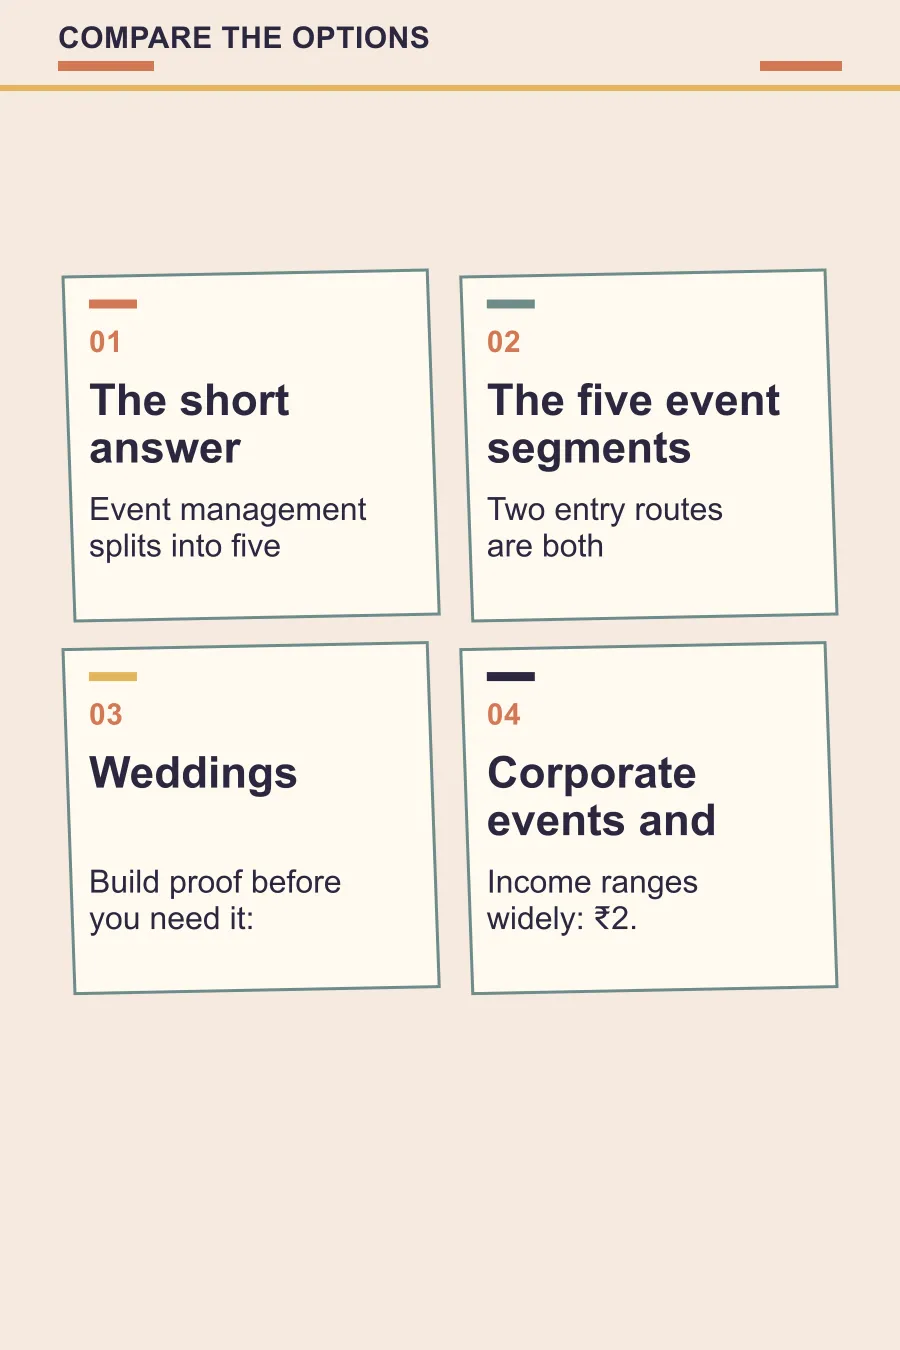 COMPARE THE OPTIONS
01
The short
answer
Event management
splits into five
02
The five event
segments
Two entry routes
are both
03
Weddings
Build proof before
you need it:
04
Corporate
events and
Income ranges
widely: ₹2.